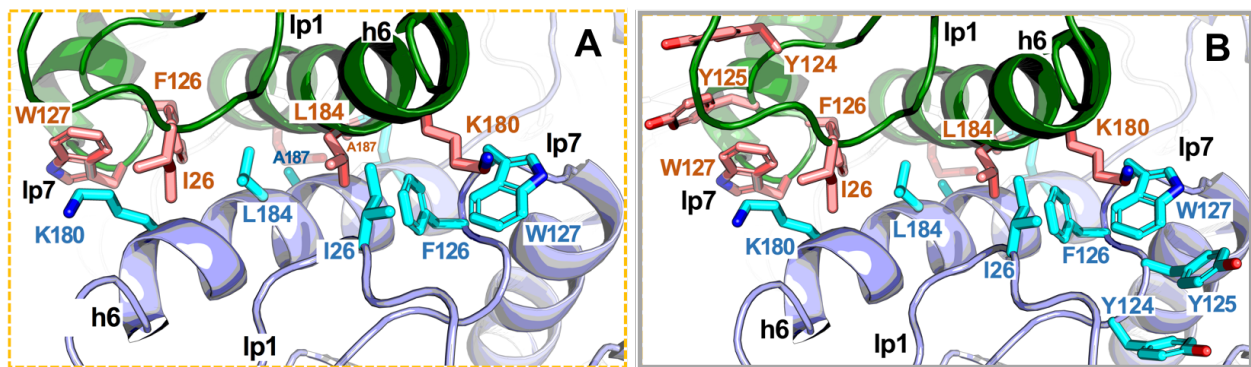 lp1
h6
A
F126
W127
L184
K180
A187
A187
lp7
lp7
I26
L184
K180
I26
F126
W127
h6
lp1
lp1
h6
B
Y124
Y125
F126
L184
K180
lp7
W127
lp7
I26
W127
L184
K180
F126
I26
Y124
Y125
h6
lp1